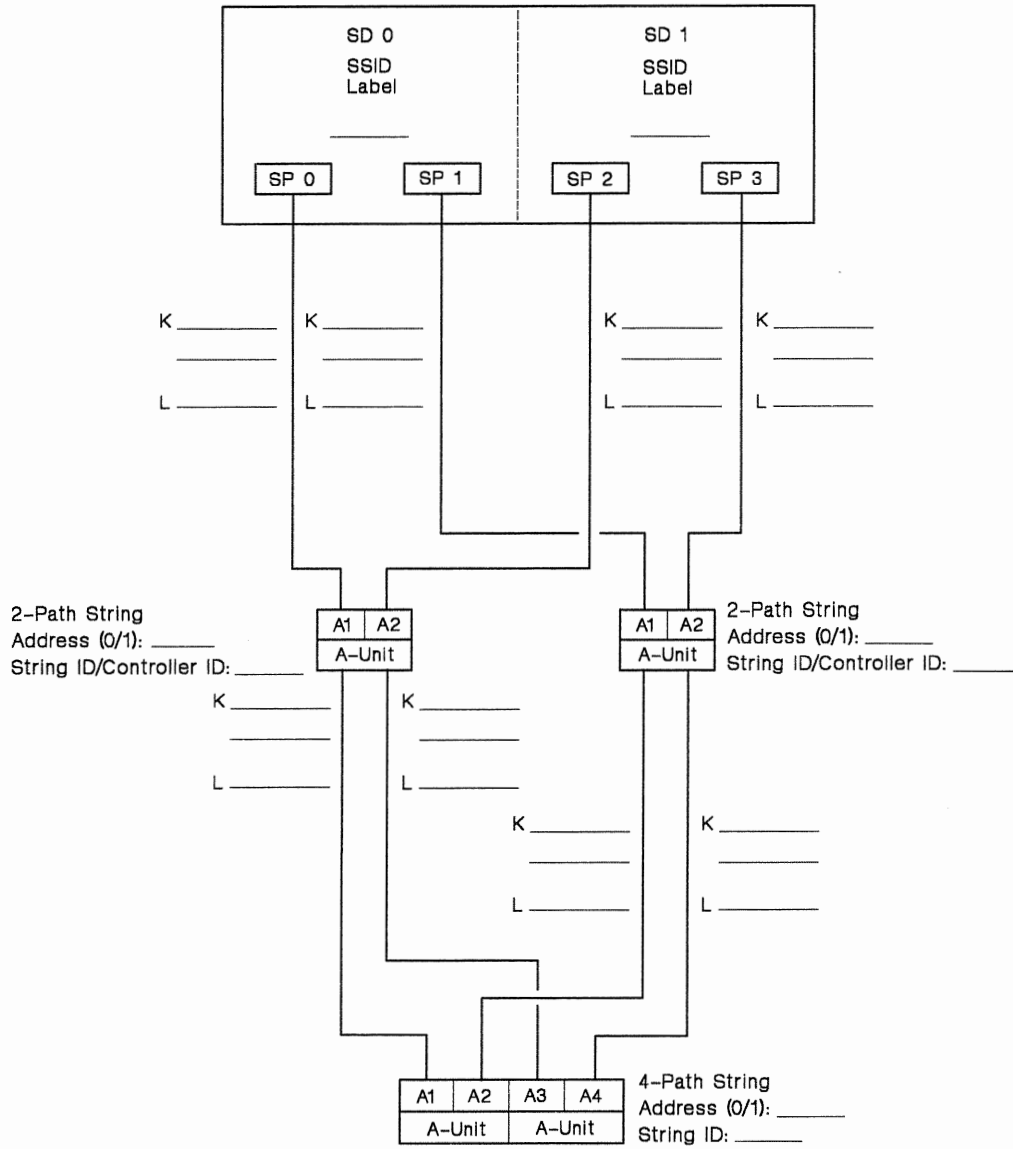 SD 0
SSID
Label
SD 1
SSID
Label
SP 0
SP 1
SP 2
SP 3
K
K
K
K
L
L
L
L
2-Path String
Address (0/1):
String ID/Controller ID:
A1 A2
A-Unit
A1 A2
A-Unit
2-Path String
Address (0/1):
String ID/Controller ID:
K
K
L
L
K
K
L
L
A1 A2 A3 A4
A-Unit A-Unit
4-Path String
Address (0/1):
String ID: